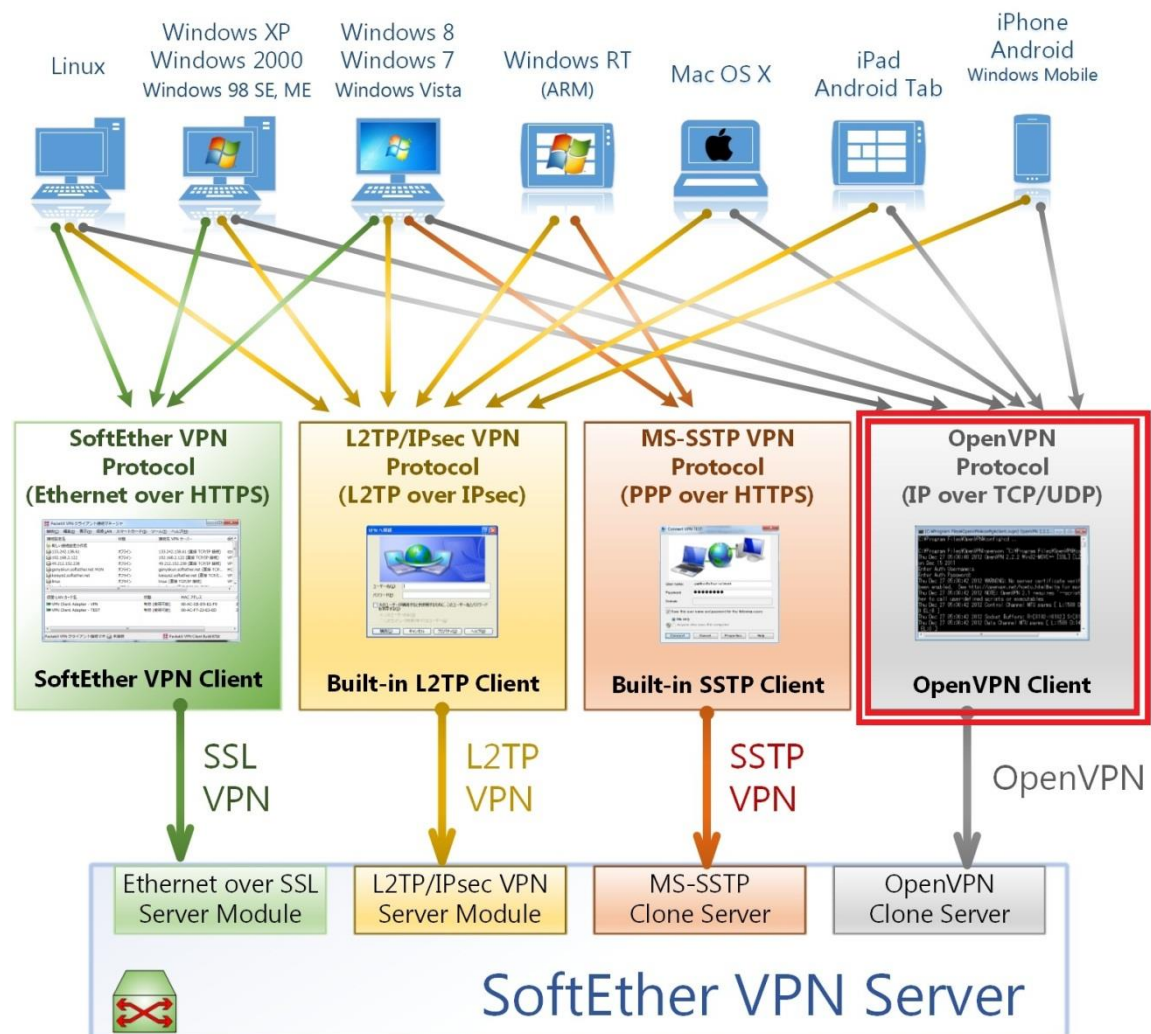 Linux
Windows XP
Windows 2000
Windows 98 SE, ME
Windows 8
Windows 7
Windows Vista
Windows RT
(ARM)
Mac OS X
iPad
Android Tab
iPhone
Android
Windows Mobile
SoftEther VPN
Protocol
(Ethernet over HTTPS)
SoftEther VPN Client
L2TP/IPsec VPN
Protocol
(L2TP over IPsec)
Built-in L2TP Client
MS-SSTP VPN
Protocol
(PPP over HTTPS)
Built-in SSTP Client
OpenVPN
Protocol
(IP over TCP/UDP)
OpenVPN Client
SSL
VPN
L2TP
VPN
SSTP
VPN
OpenVPN
Ethernet over SSL
Server Module
L2TP/IPsec VPN
Server Module
MS-SSTP
Clone Server
OpenVPN
Clone Server
SoftEther VPN Server